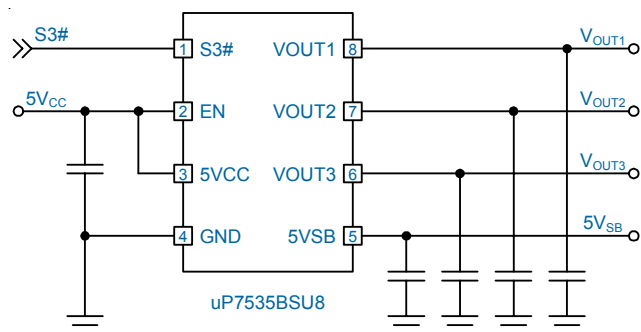 S3#
1 S3# VOUT1 8 VOUT1
5VCC
2 EN VOUT2 7 VOUT2
3 5VCC VOUT3 6 VOUT3
4 GND 5VSB 5 5VSB
uP7535BSU8